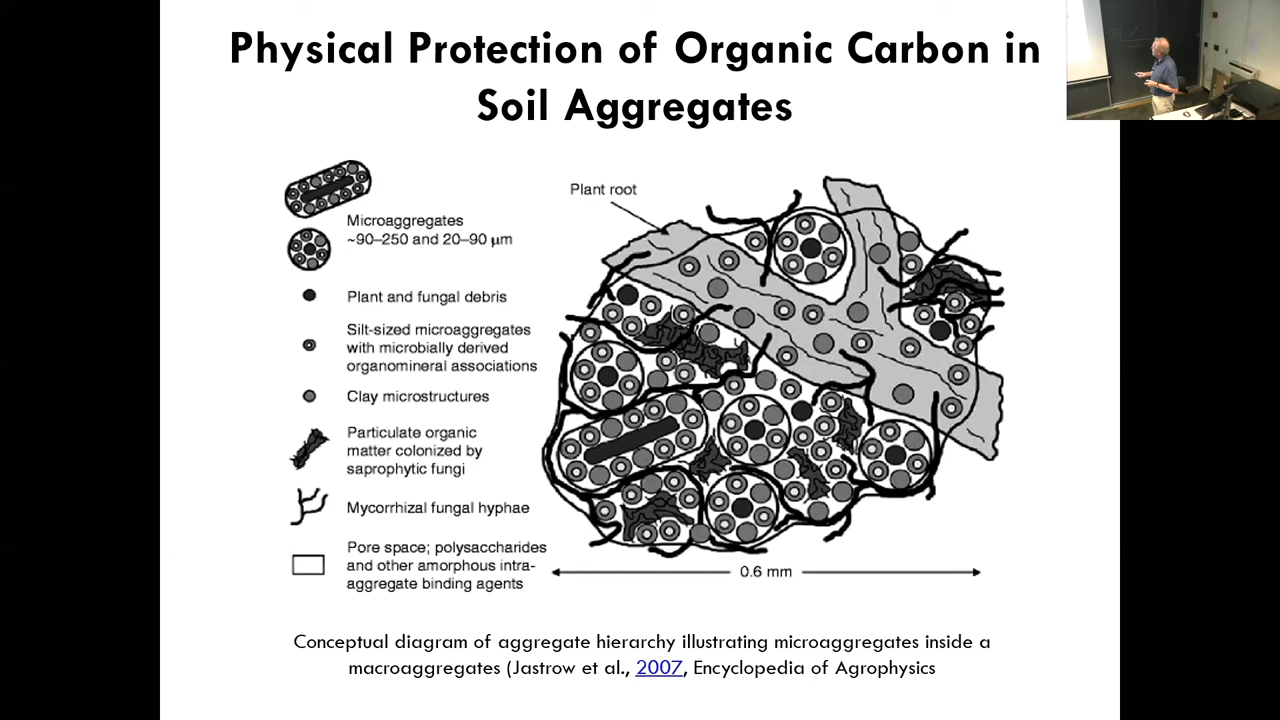 Physical Protection of Organic Carbon in
Soil Aggregates
Plant root
Microaggregates
~90–250 and 20–90 μm
Plant and fungal debris
Silt-sized microaggregates
with microbially derived
organomineral associations
Clay microstructures
Particulate organic
matter colonized by
saprophytic fungi
Mycorrhizal fungal hyphae
Pore space; polysaccharides
and other amorphous intra-
aggregate binding agents
0.6 mm
Conceptual diagram of aggregate hierarchy illustrating microaggregates inside a
macroaggregates (Jastrow et al., 2007, Encyclopedia of Agrophysics